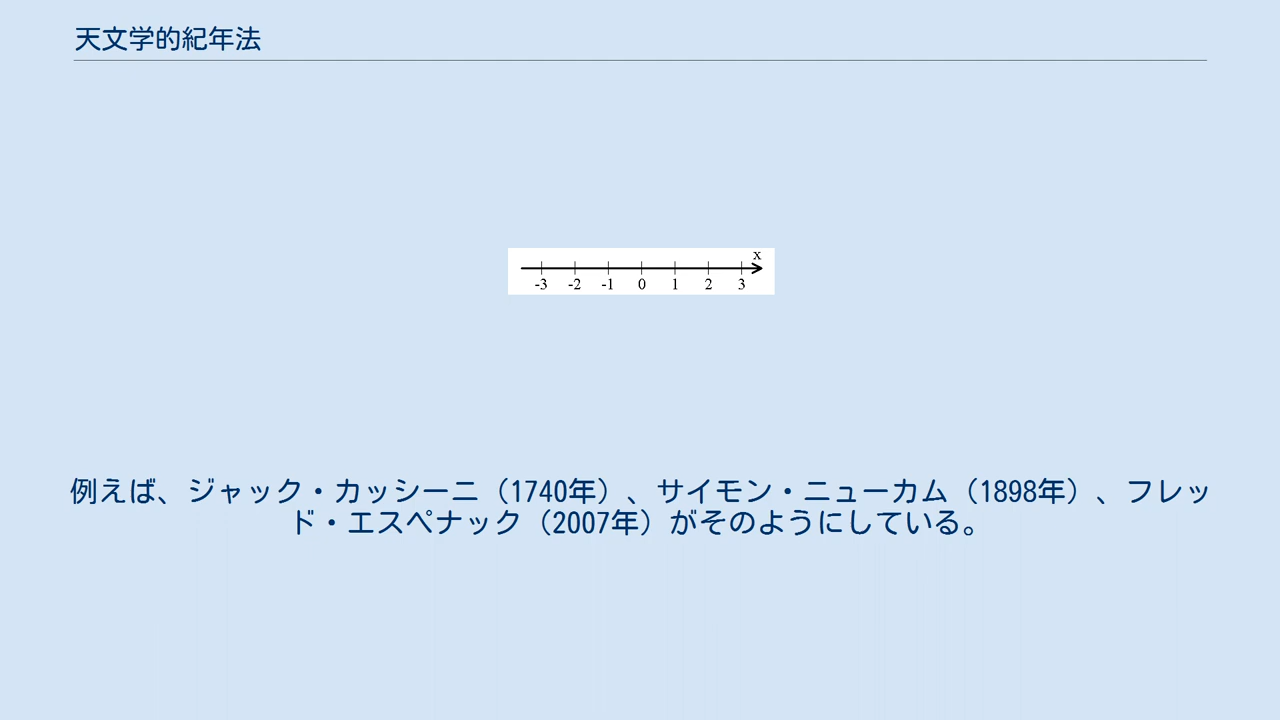 天文学的紀年法
x
-3 -2 -1 0 1 2 3
例えば、ジャック・カッシーニ（1740年）、サイモン・ニューカム（1898年）、フレッ
ド・エスペナック（2007年）がそのようにしている。